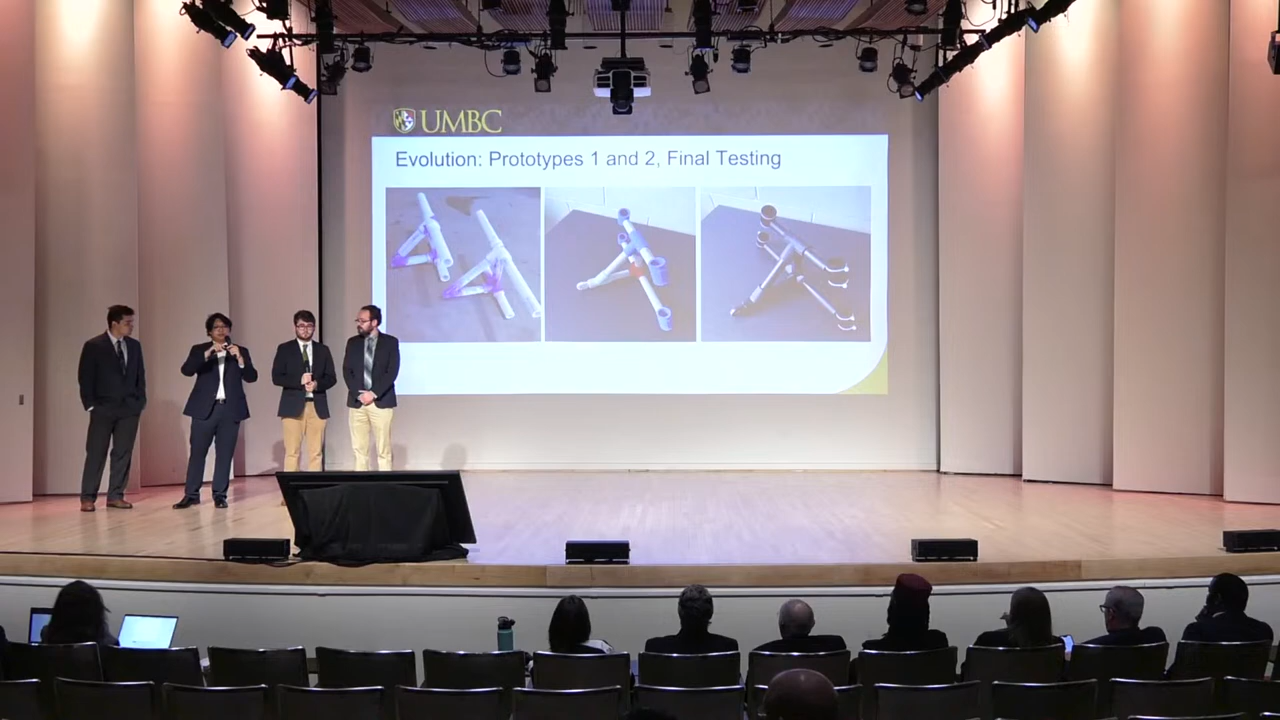 UMBC
Evolution: Prototypes 1 and 2, Final Testing